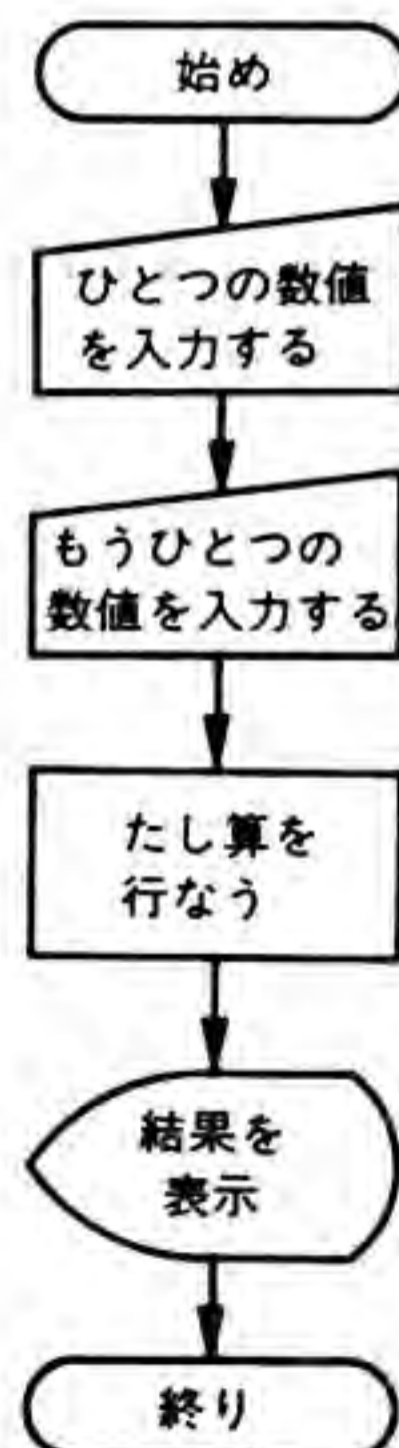 始め
ひとつの数値
を入力する
もうひとつの
数値を入力する
たし算を
行なう
結果を
表示
終り